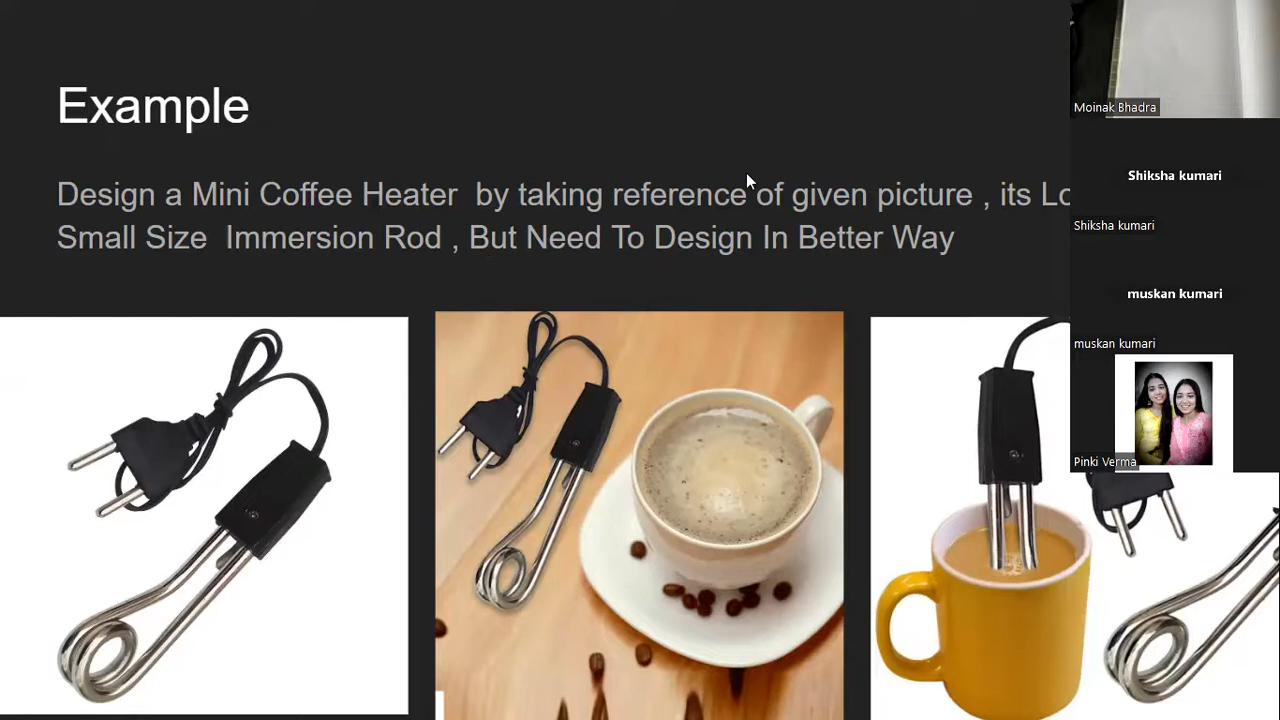 Example
Design a Mini Coffee Heater by taking reference of given picture , its
Small Size Immersion Rod , But Need To Design In Better Way
Moinak Bhadra
Shiksha kumari
Shiksha kumari
muskan kumari
muskan kumari
Pinki Verma